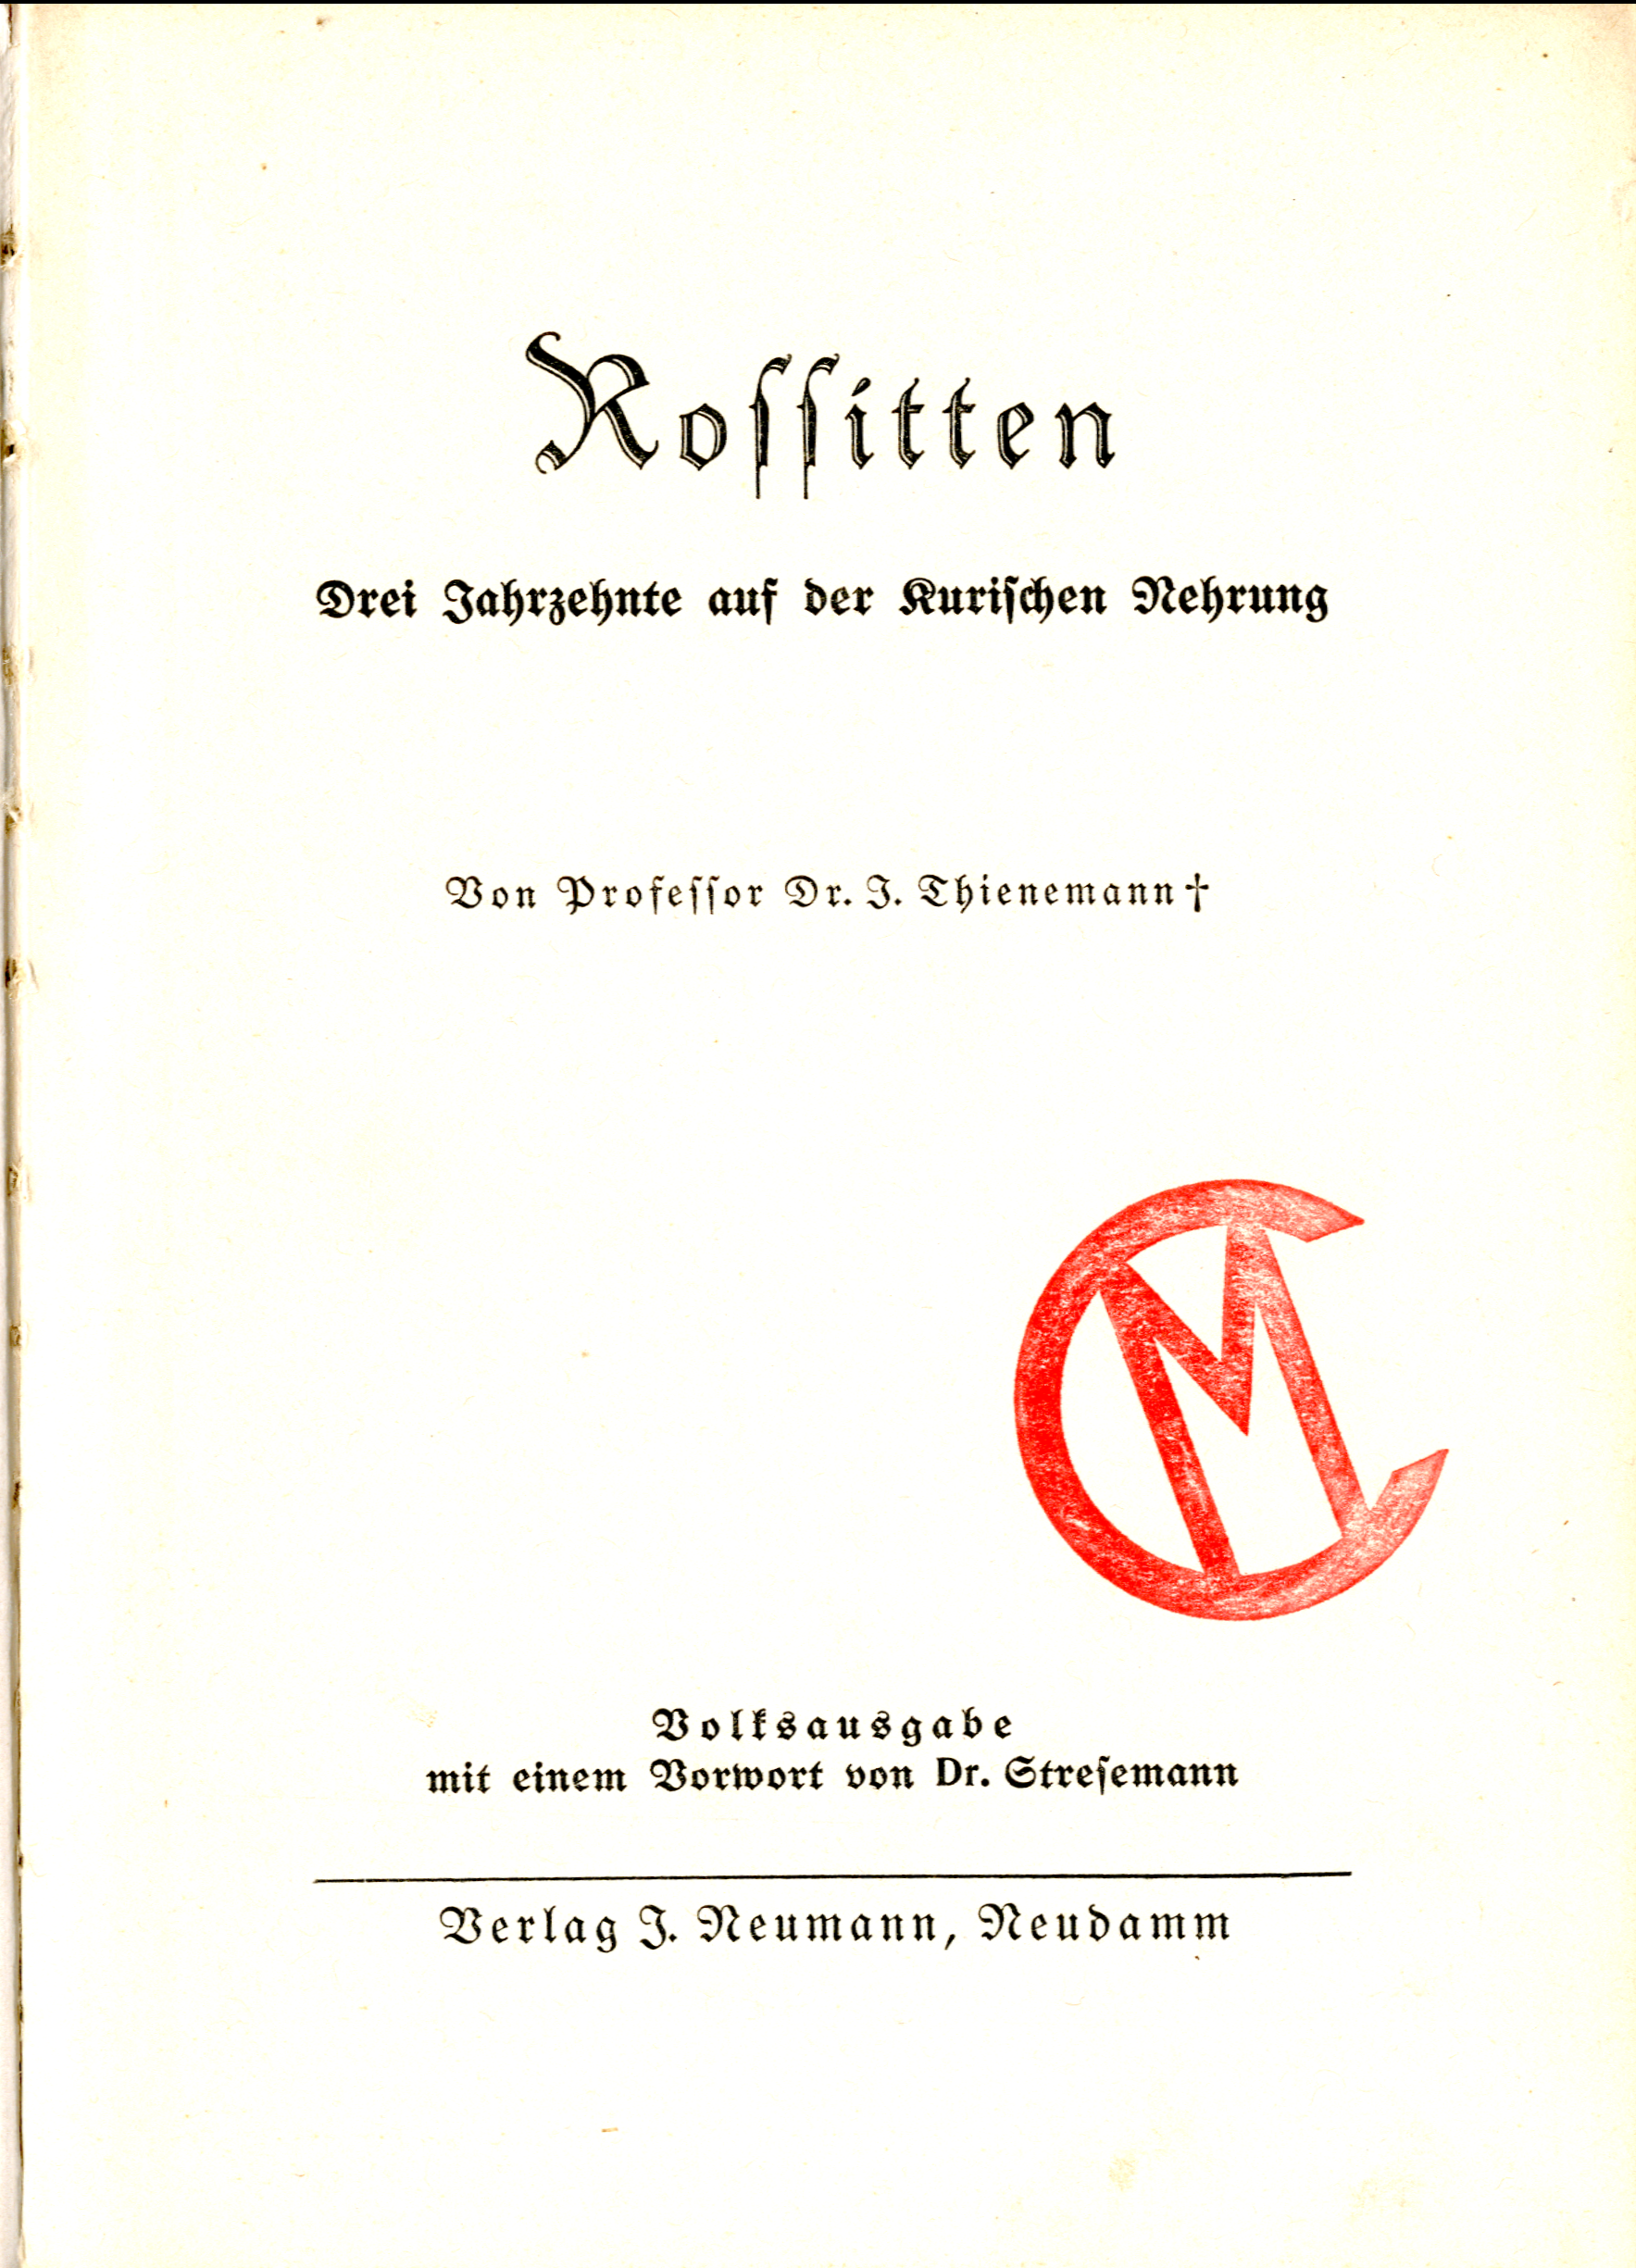 Rossitten
Drei Jahrzehnte auf der Kurischen Nehrung
Von Professor Dr. J. Thienemann †
CM
Volksausgabe
mit einem Vorwort von Dr. Stresemann
Verlag J. Neumann, Neudamm